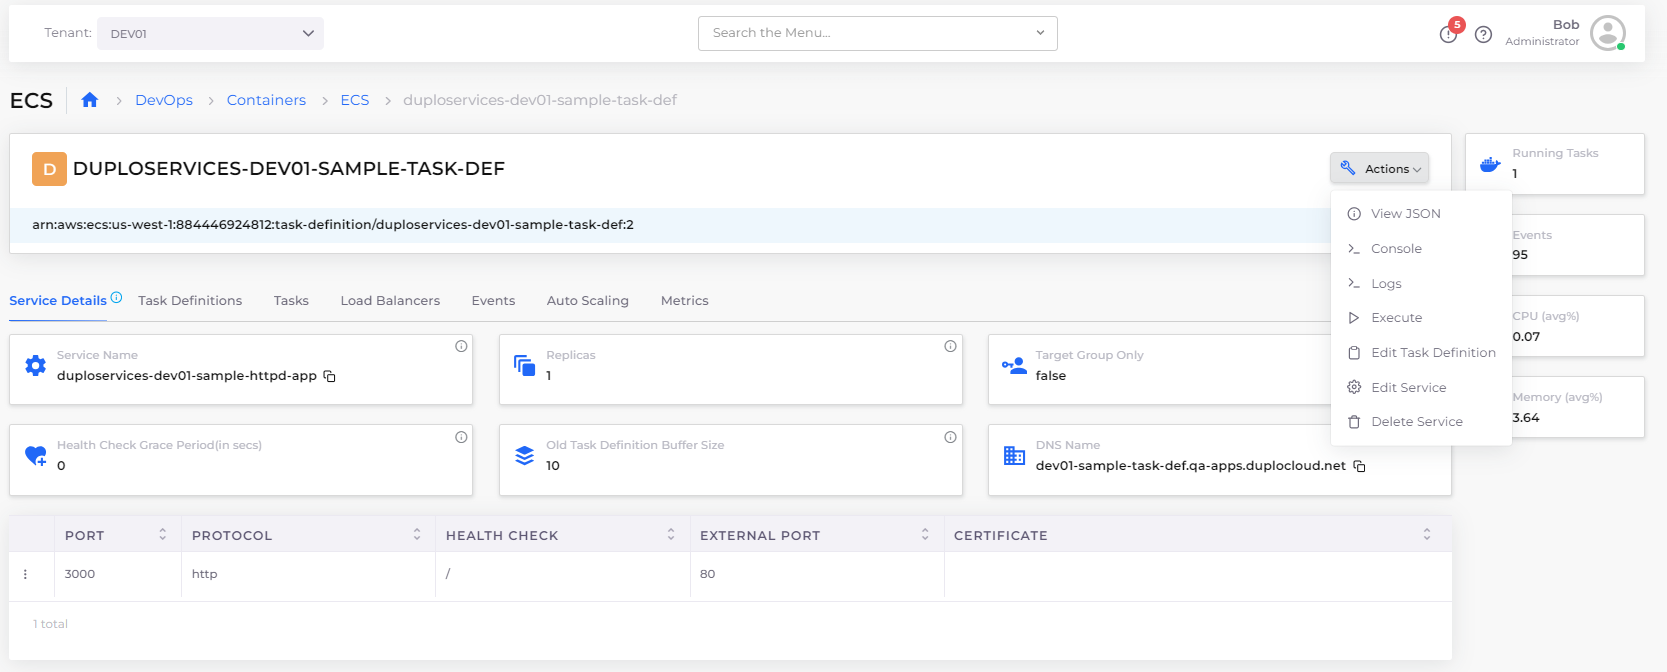 Tenant: DEV01 Search the Menu... 5 Bob
Administrator
ECS DevOps Containers ECS duploservices-dev01-sample-task-def
D DUPLOSERVICES-DEV01-SAMPLE-TASK-DEF
Actions
arn:aws:ecs:us-west-1:884446924812:task-definition/duploservices-dev01-sample-task-def:2
View JSON
Console
Logs
Execute
Edit Task Definition
Edit Service
Delete Service
Running Tasks
1
Events
95
CPU (avg%)
0.07
Memory (avg%)
3.64
Service Details Task Definitions Tasks Load Balancers Events Auto Scaling Metrics
Service Name
duploservices-dev01-sample-httpd-app
Replicas
1
Target Group Only
false
Health Check Grace Period(in secs)
0
Old Task Definition Buffer Size
10
DNS Name
dev01-sample-task-def.qa-apps.duplocloud.net
PORT PROTOCOL HEALTH CHECK EXTERNAL PORT CERTIFICATE
3000 http / 80
1 total